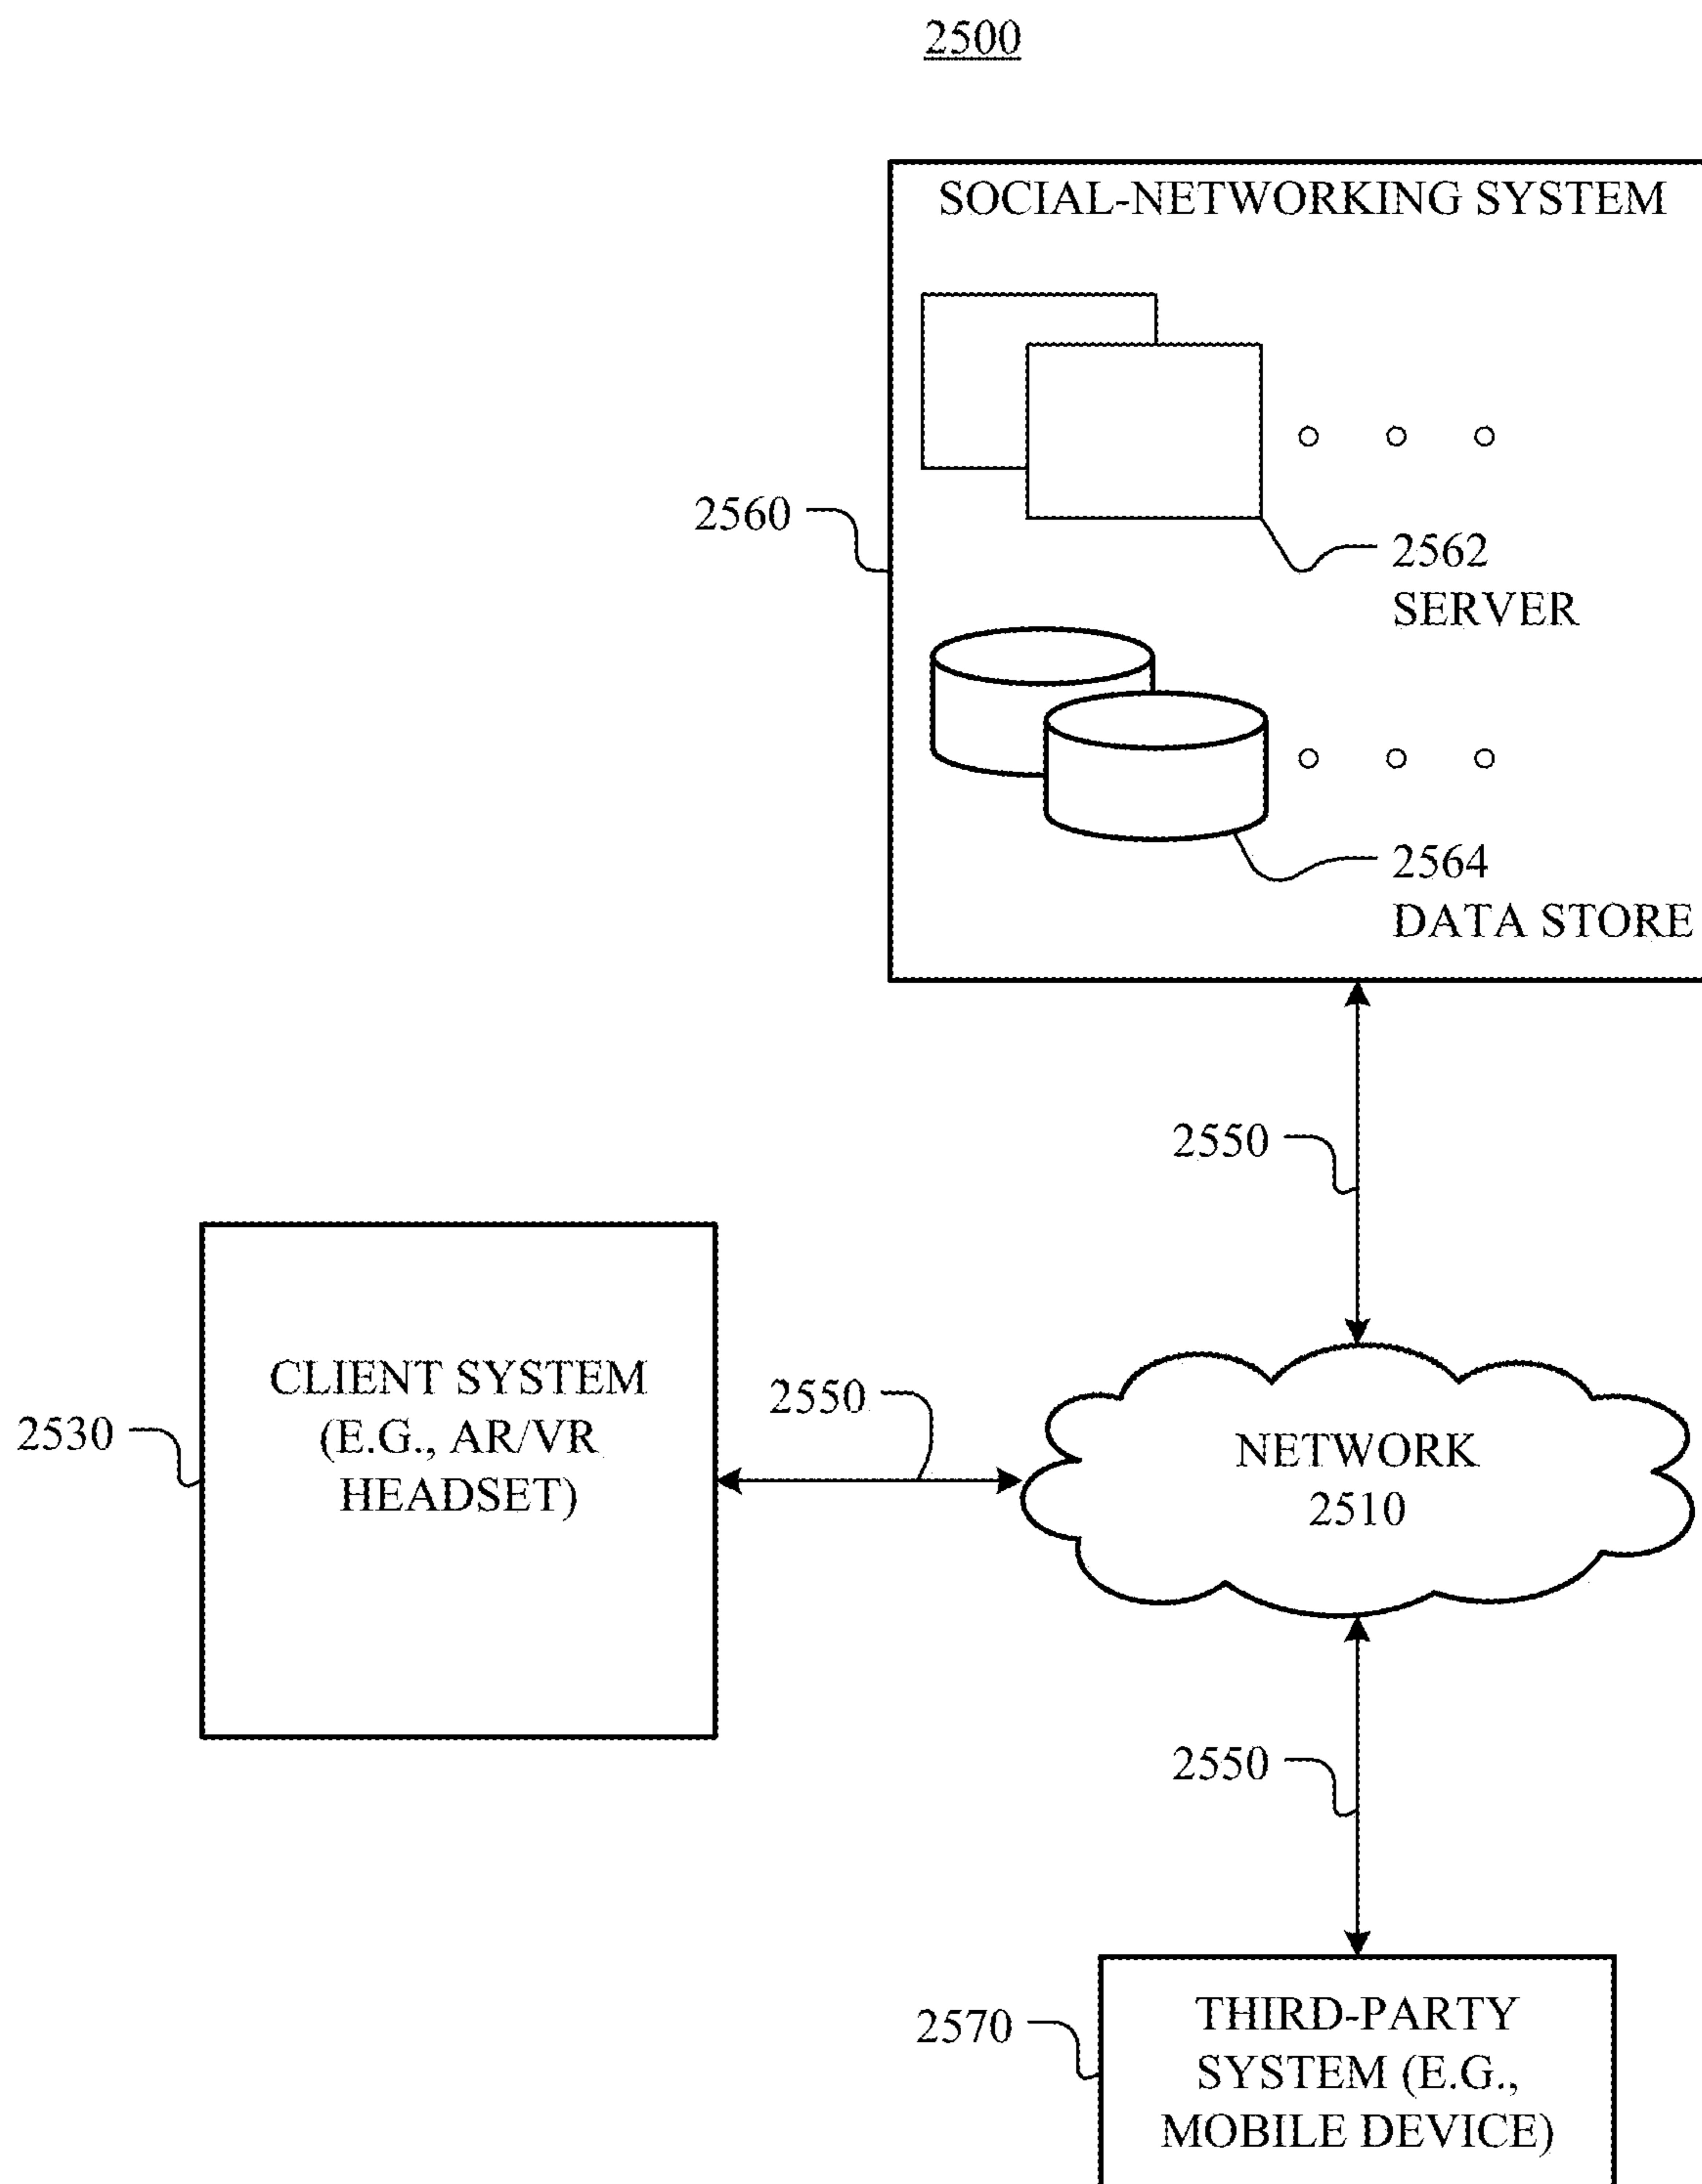 2500
SOCIAL-NETWORKING SYSTEM
2560
2562
SERVER
2564
DATA STORE
2550
CLIENT SYSTEM
(E.G., AR/VR
HEADSET)
2530
2550
NETWORK
2510
2550
2570
THIRD-PARTY
SYSTEM (E.G.,
MOBILE DEVICE)